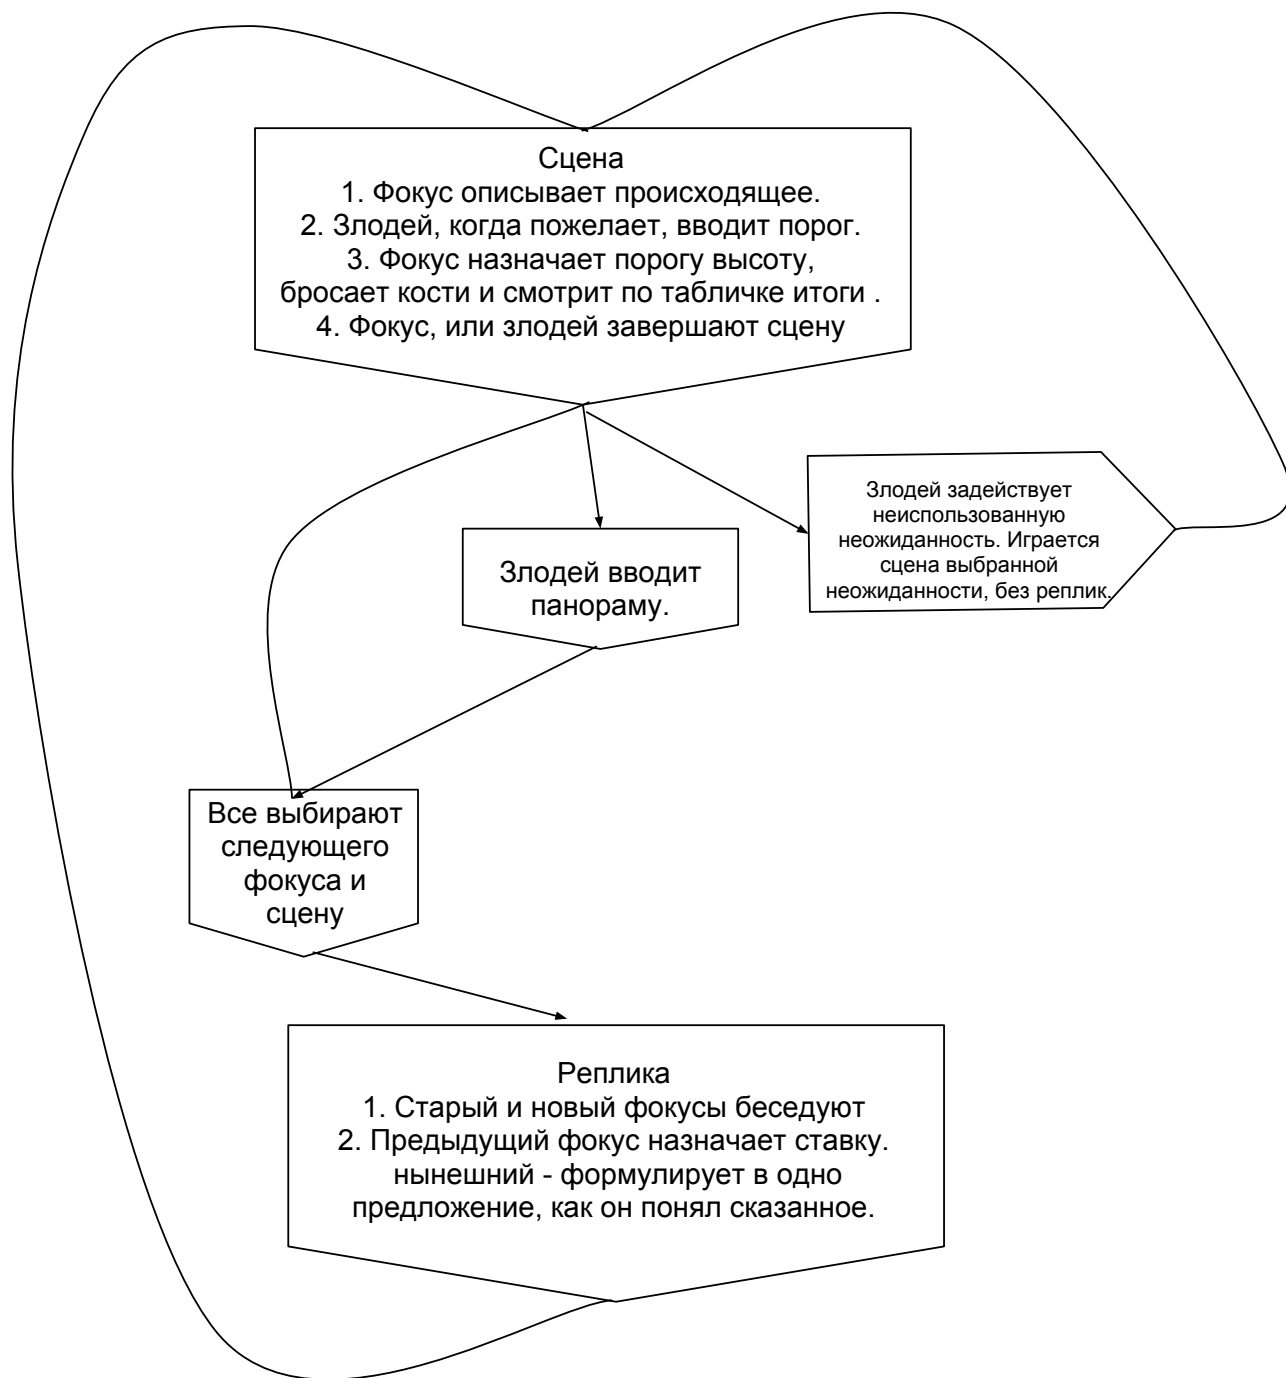 Сцена
1. Фокус описывает происходящее.
2. Злодей, когда пожелает, вводит порог.
3. Фокус назначает порогу высоту,
бросает кости и смотрит по табличке итоги .
4. Фокус, или злодей завершают сцену
Злодей задействует
неиспользованную
неожиданность. Играется
сцена выбранной
неожиданности, без реплик.
Злодей вводит
панораму.
Все выбирают
следующего
фокуса и
сцену
Реплика
1. Старый и новый фокусы беседуют
2. Предыдущий фокус назначает ставку.
нынешний - формулирует в одно
предложение, как он понял сказанное.